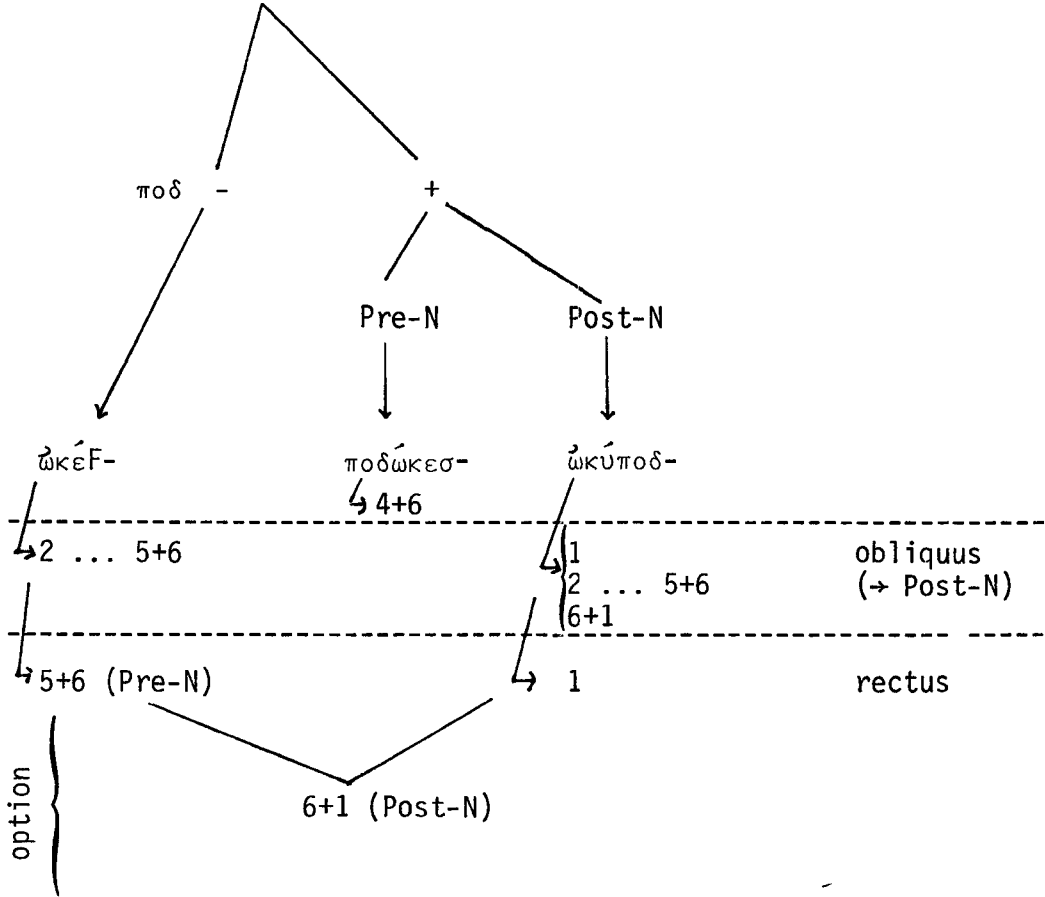 ποδ - +
Pre-N Post-N
ὠκέF- ποδώκεσ- ὠκύποδ-
4+6
2 ... 5+6 1 obliquus
2 ... 5+6 (→ Post-N)
6+1
5+6 (Pre-N) 1 rectus
option
6+1 (Post-N)